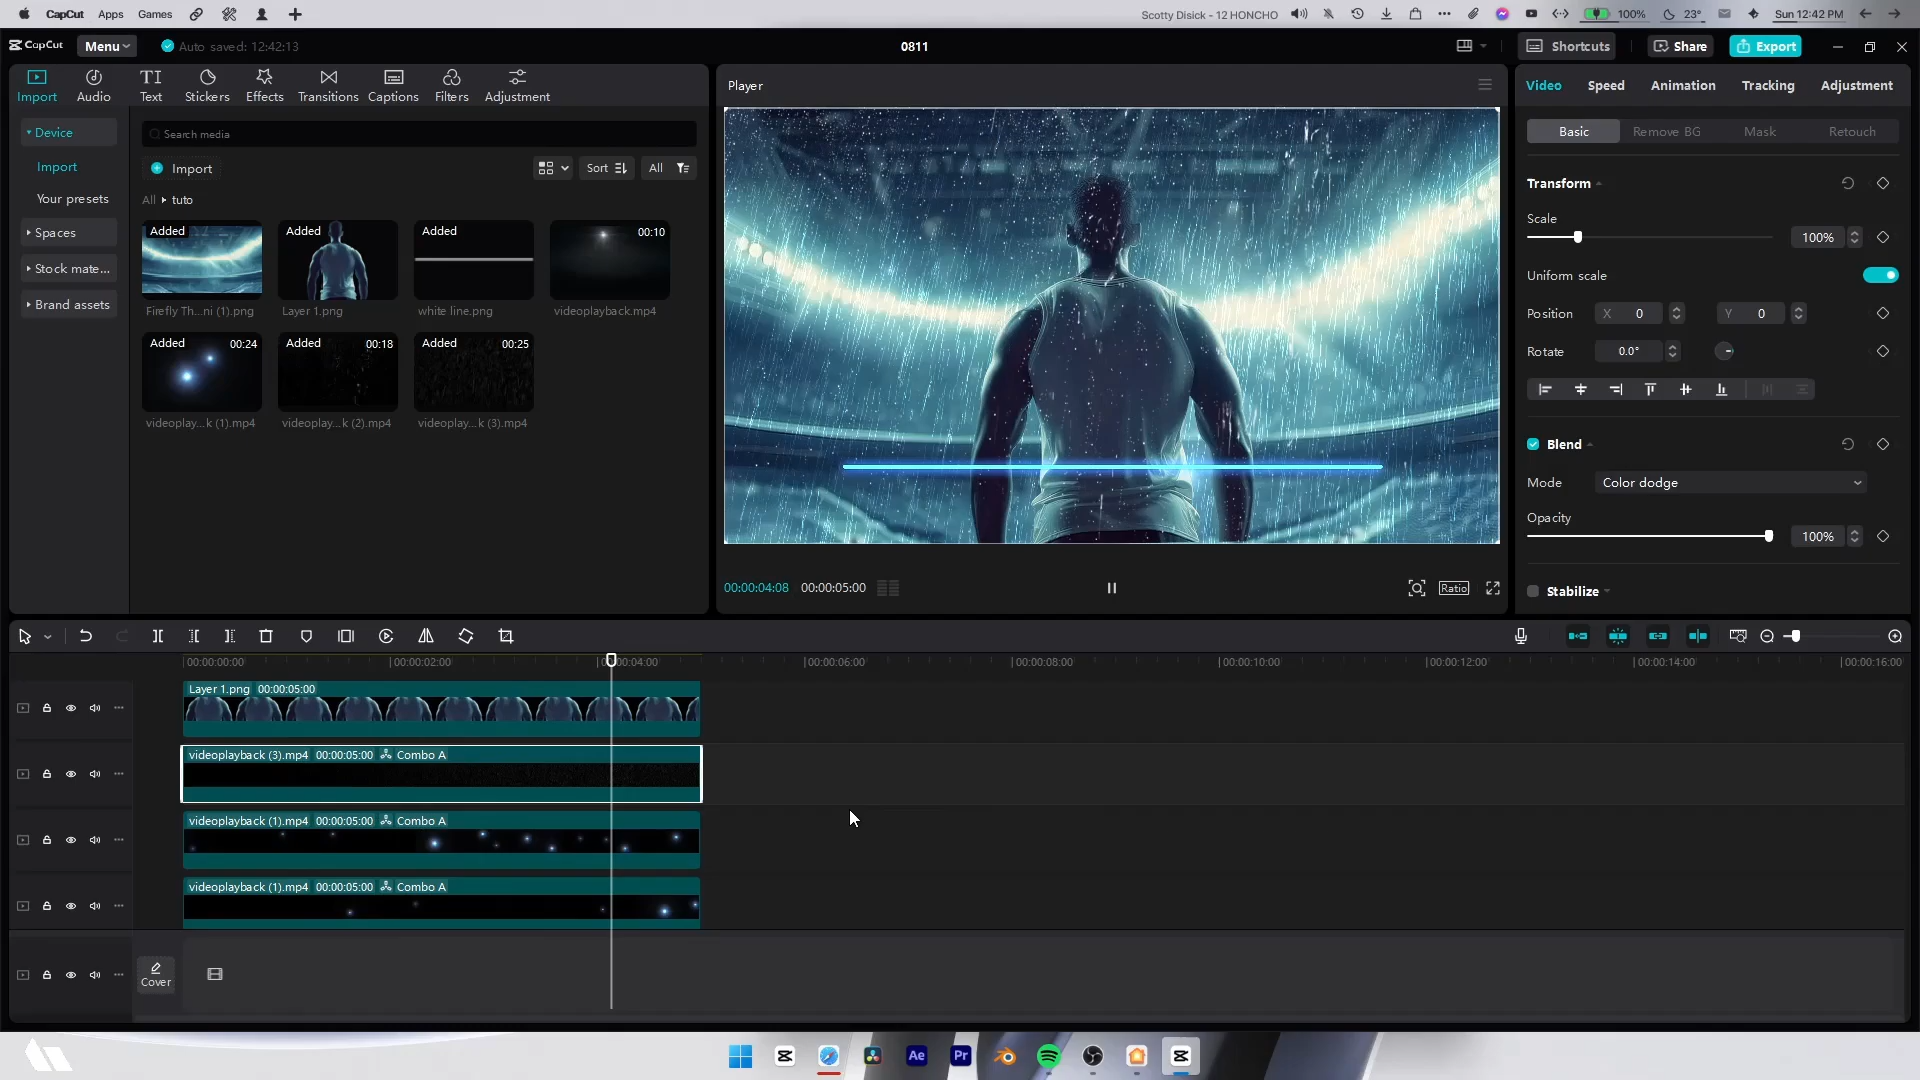 CapCut Apps Games
Scotty Disick - 12 HONCHO 100% 23° Sun 12:42 PM
CapCut Menu Auto saved: 12:42:13
0811
Shortcuts Share Export
Import Audio Text Stickers Effects Transitions Captions Filters Adjustment
Device
Import
Your presets
Spaces
Stock mate...
Brand assets
Search media
Import
Sort All
All tuto
Added
Firefly Th...ni (1).png
Added
Layer 1.png
Added
white line.png
00:10
videoplayback.mp4
Added 00:24
videoplay...k (1).mp4
Added 00:18
videoplay...k (2).mp4
Added 00:25
videoplay...k (3).mp4
Player
00:00:04:08 00:00:05:00
Ratio
Video Speed Animation Tracking Adjustment
Basic Remove BG Mask Retouch
Transform
Scale
100%
Uniform scale
Position X 0 Y 0
Rotate 0.0°
Blend
Mode Color dodge
Opacity
100%
Stabilize
00:00:00:00 00:00:02:00 00:00:04:00 00:00:06:00 00:00:08:00 00:00:10:00 00:00:12:00 00:00:14:00 00:00:16:00
Layer 1.png 00:00:05:00
videoplayback (3).mp4 00:00:05:00 Combo A
videoplayback (1).mp4 00:00:05:00 Combo A
videoplayback (1).mp4 00:00:05:00 Combo A
Cover
Ae Pr